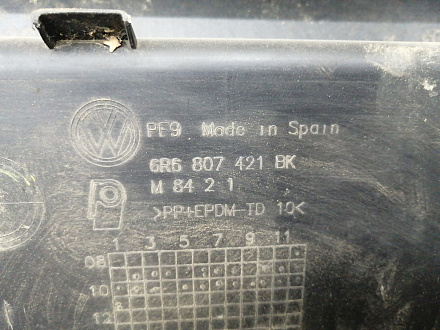 PF9 Made in Spain
6R6 807 421 BK
M 84 2 1
>PP+EPDM-TD 10<
1 3 5 7 9 11
08
10
12